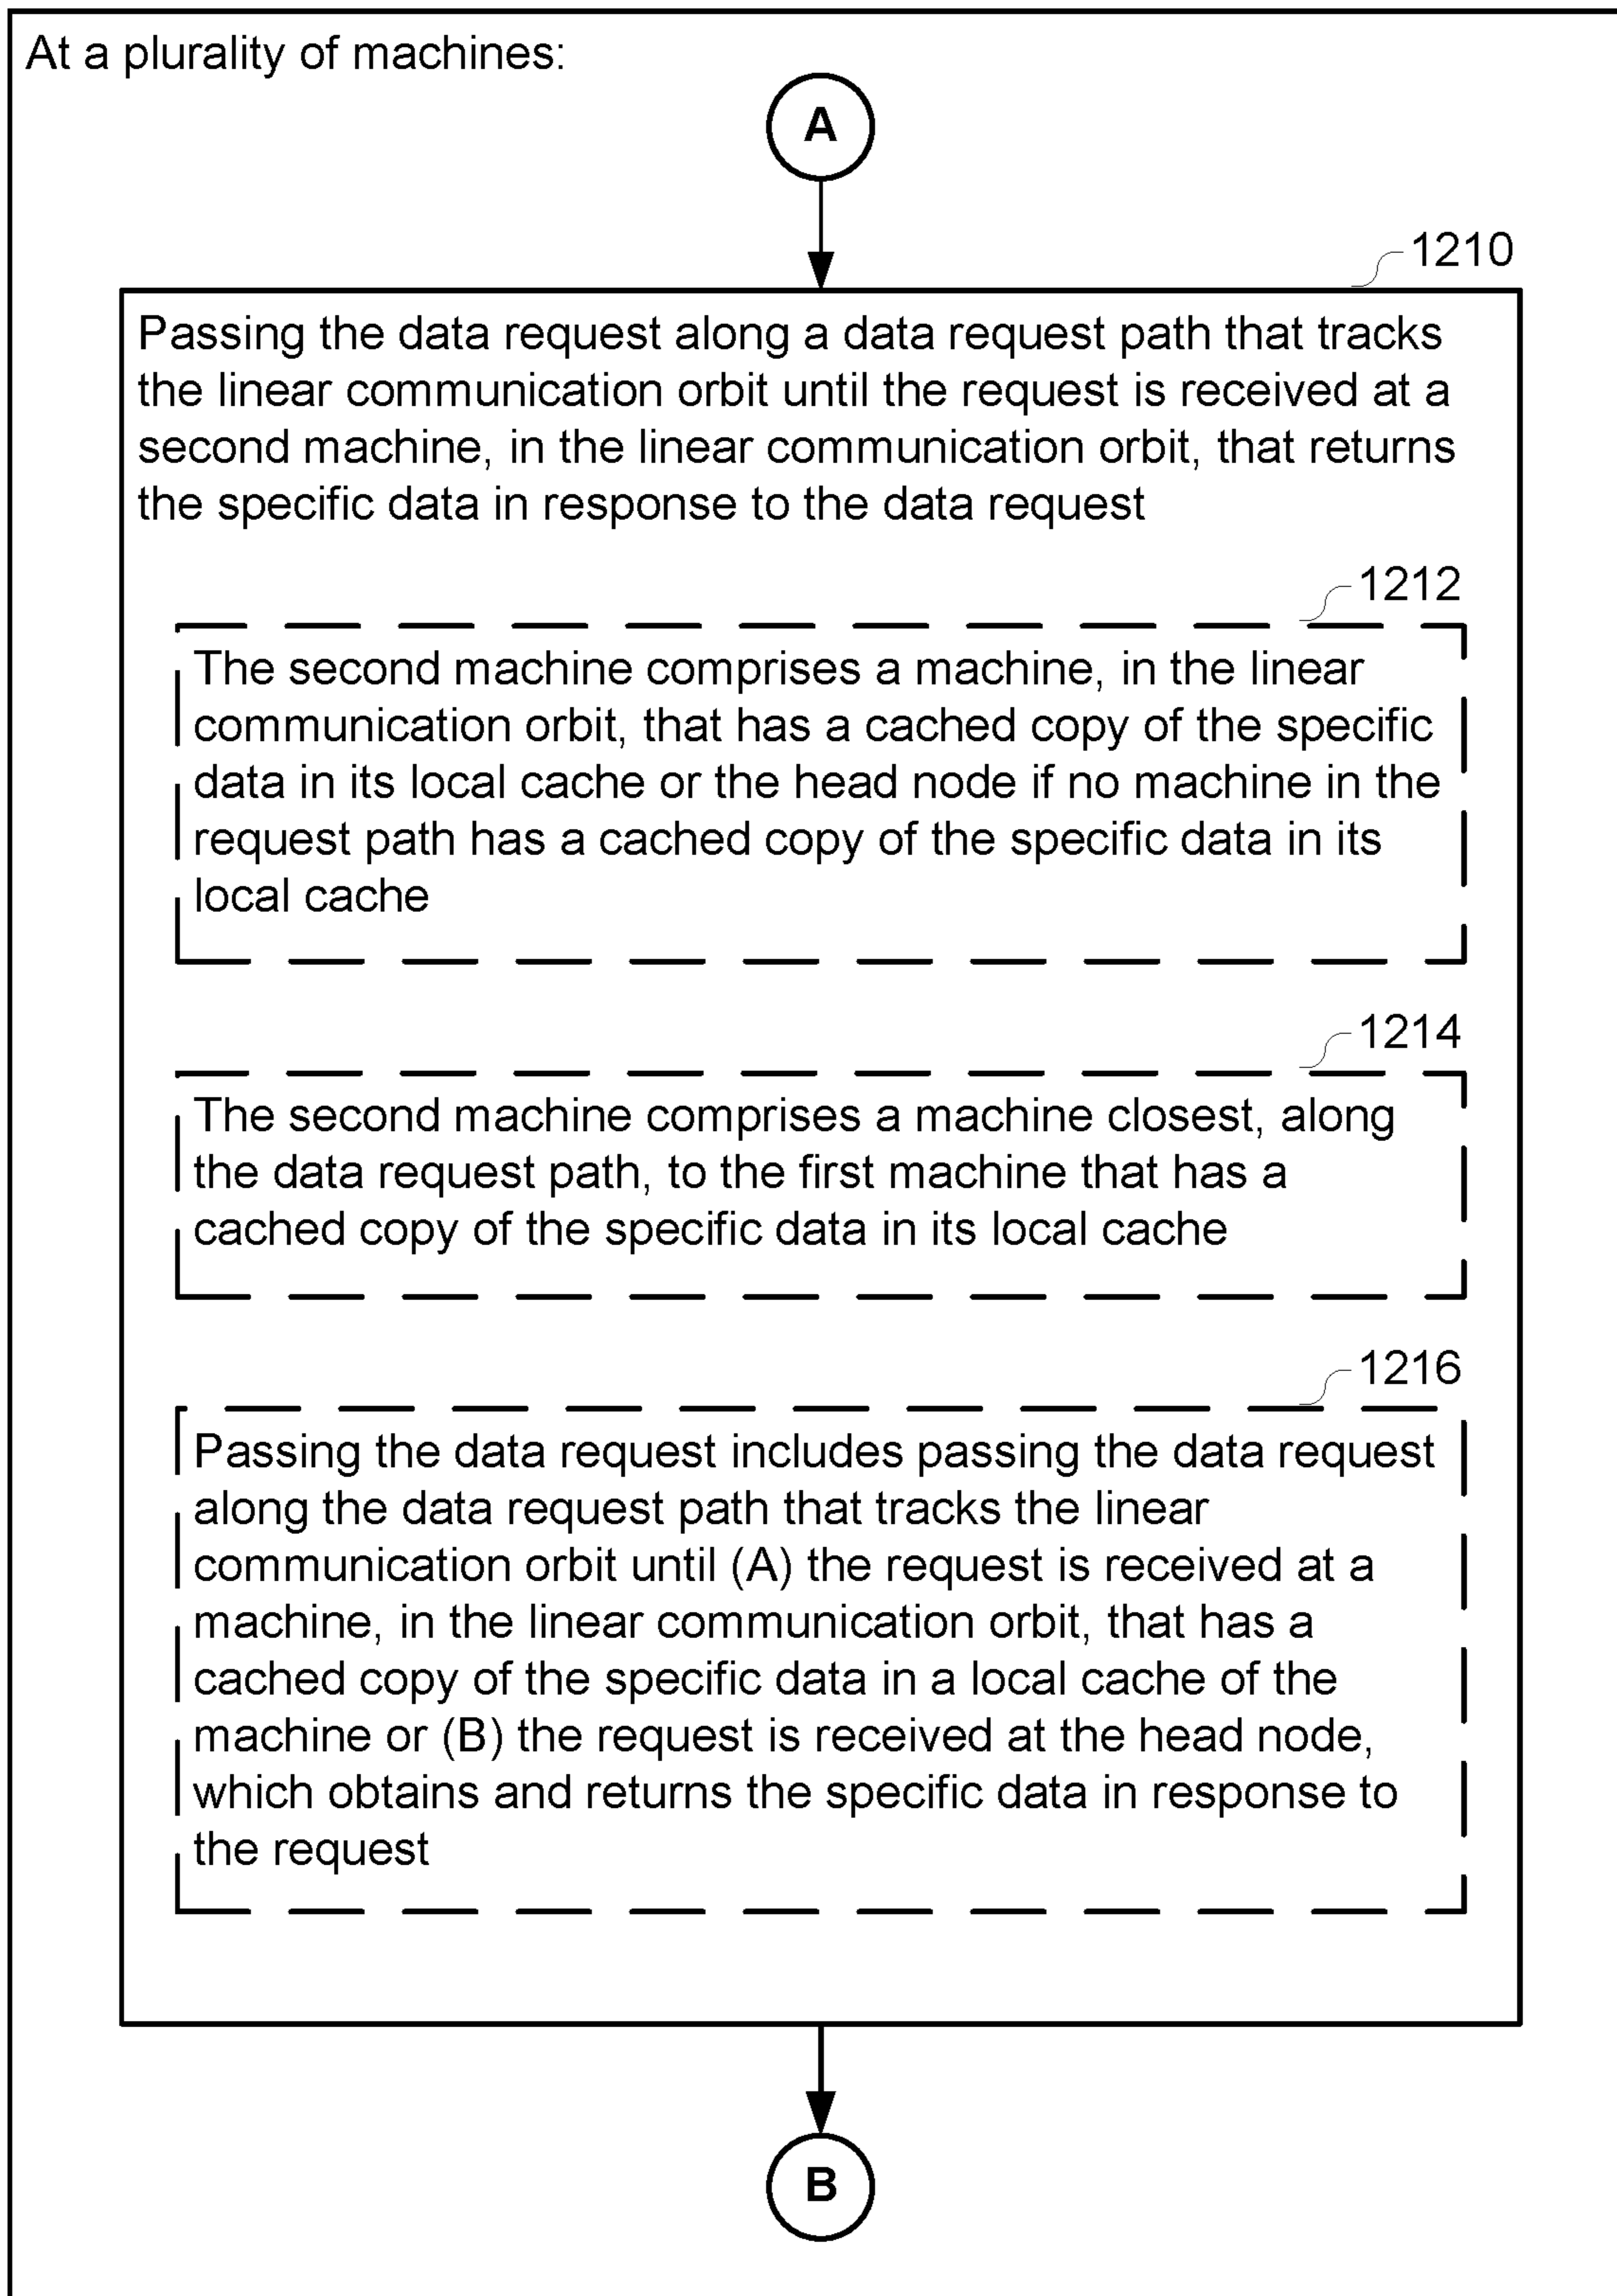 At a plurality of machines:
A
1210
Passing the data request along a data request path that tracks
the linear communication orbit until the request is received at a
second machine, in the linear communication orbit, that returns
the specific data in response to the data request
1212
The second machine comprises a machine, in the linear
communication orbit, that has a cached copy of the specific
data in its local cache or the head node if no machine in the
request path has a cached copy of the specific data in its
local cache
1214
The second machine comprises a machine closest, along
the data request path, to the first machine that has a
cached copy of the specific data in its local cache
1216
Passing the data request includes passing the data request
along the data request path that tracks the linear
communication orbit until (A) the request is received at a
machine, in the linear communication orbit, that has a
cached copy of the specific data in a local cache of the
machine or (B) the request is received at the head node,
which obtains and returns the specific data in response to
the request
B